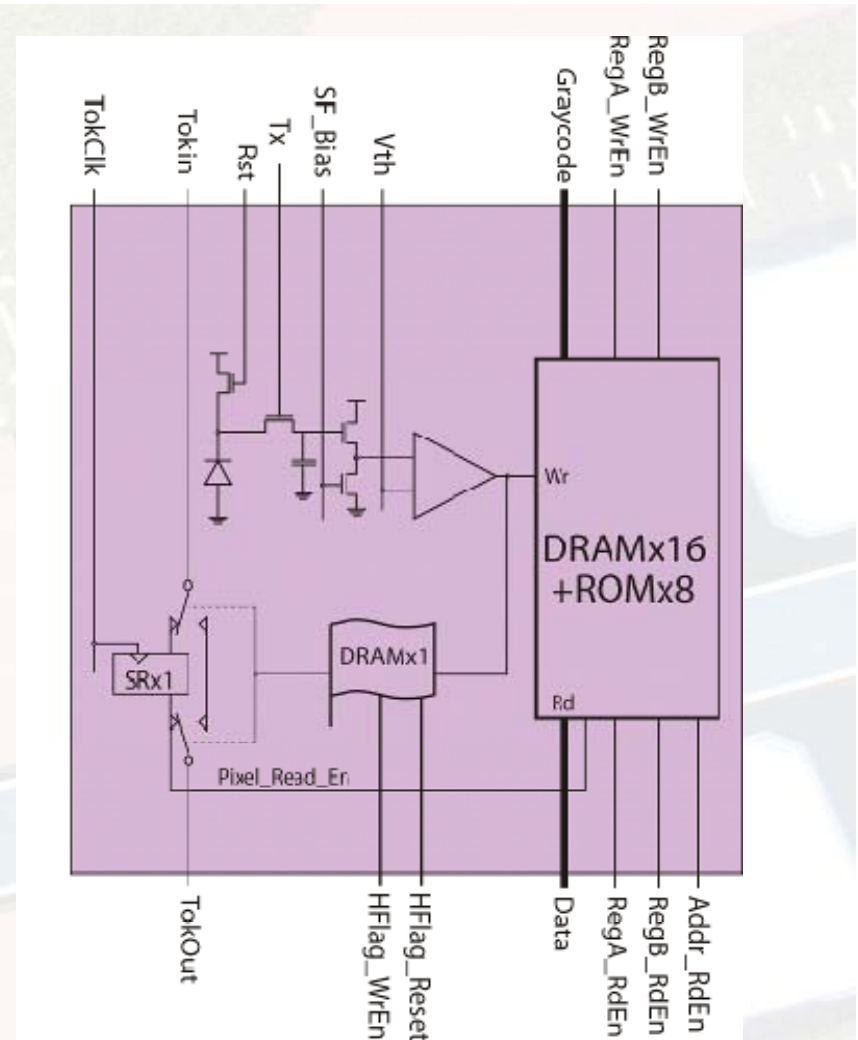 TokClk
Tokin
Rst
Tx
SF_Bias
Vth
Graycode
RegA_WrEn
RegB_WrEn
Wr
DRAMx16
+ROMx8
DRAMx1
SRx1
Rd
Pixel_Read_En
TokOut
HFlag_WrEn
HFlag_Reset
Data
RegA_RdEn
RegB_RdEn
Addr_RdEn